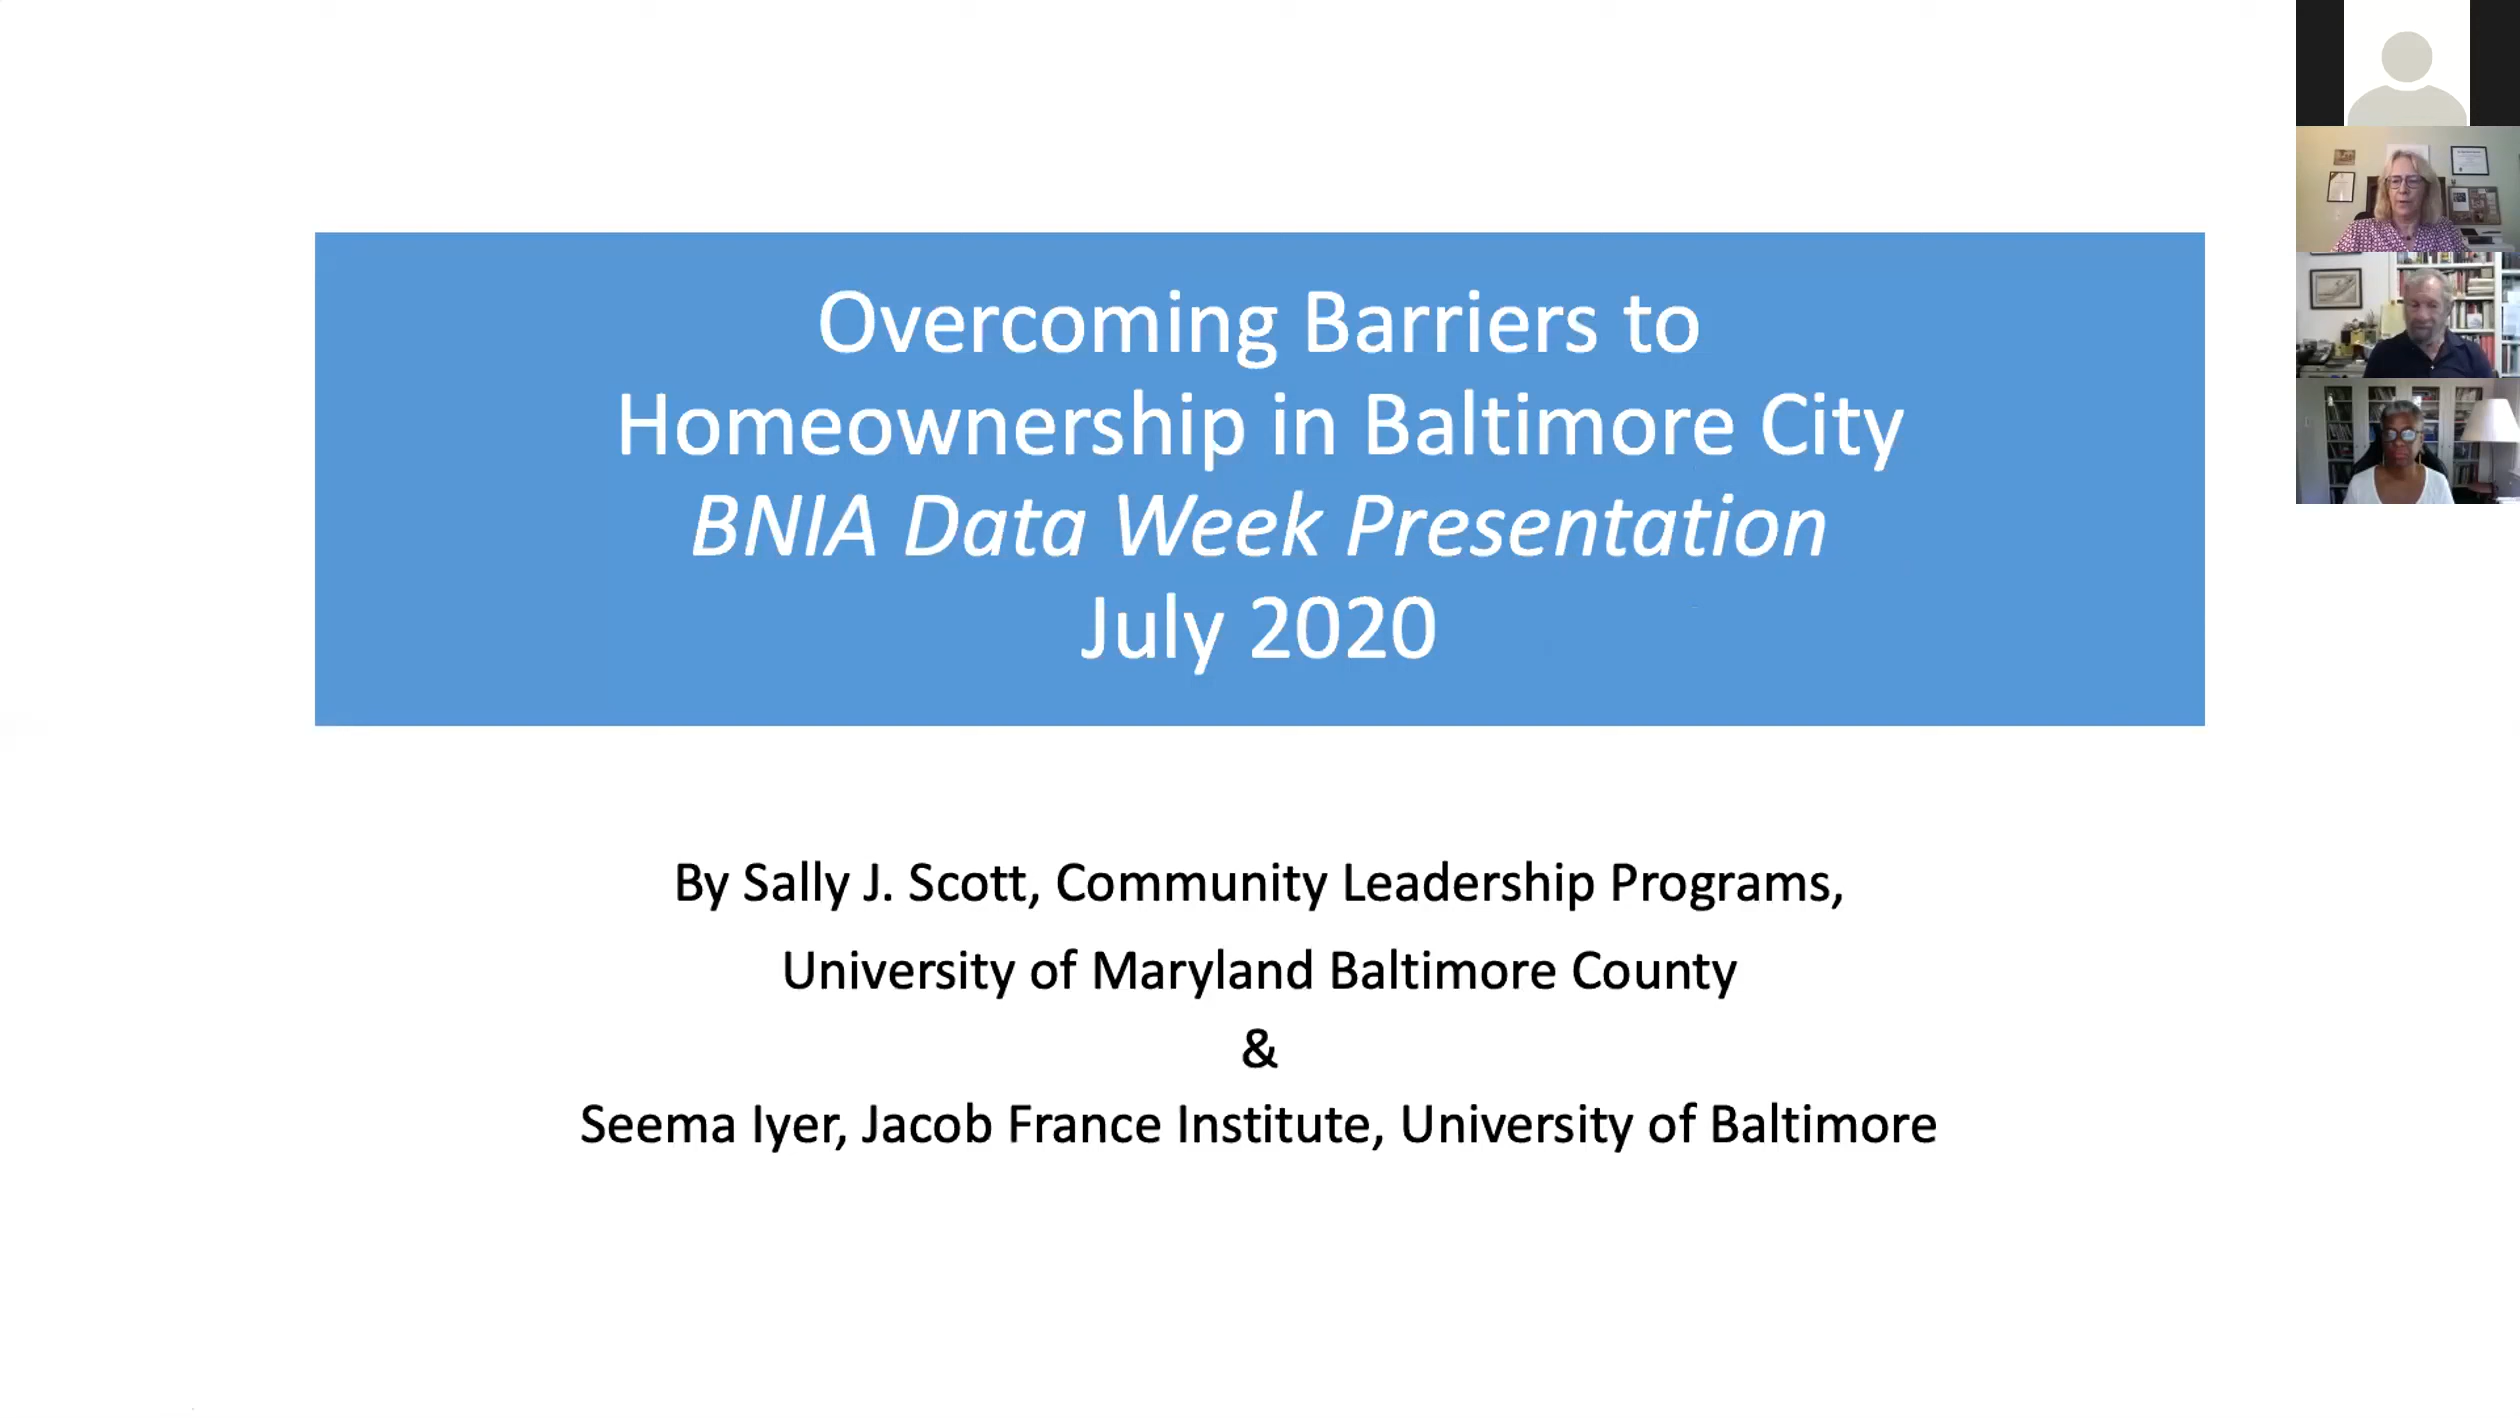 Overcoming Barriers to
Homeownership in Baltimore City
BNIA Data Week Presentation
July 2020
By Sally J. Scott, Community Leadership Programs,
University of Maryland Baltimore County
&
Seema Iyer, Jacob France Institute, University of Baltimore